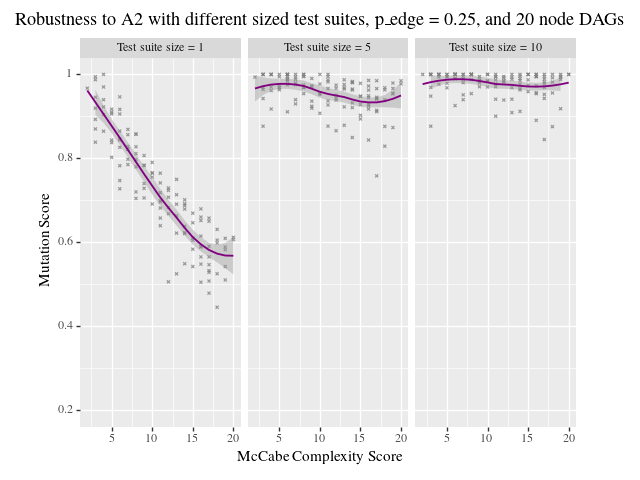 Robustness to A2 with different sized test suites, p_edge = 0.25, and 20 node DAGs
Test suite size = 1
Test suite size = 5
Test suite size = 10
1
0.8
0.6
0.4
0.2
Mutation Score
5 10 15 20
5 10 15 20
5 10 15 20
McCabe Complexity Score